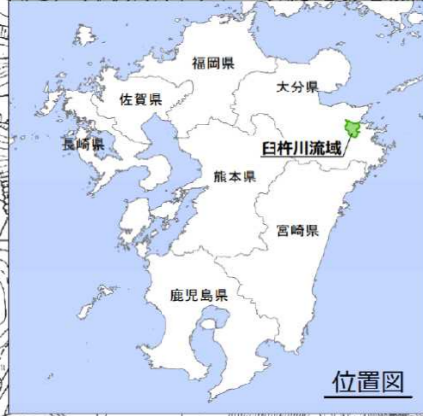 福岡県
大分県
佐賀県
長崎県
臼杵川流域
熊本県
宮崎県
鹿児島県
位置図